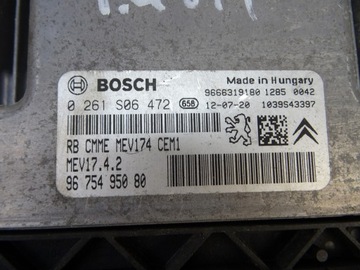 BOSCH
Made in Hungary
9666319180 1285 0042
0 261 S06 472 658 12-07-20 1039S43397
RB CMME MEV174 CEM1
MEV17.4.2
96 754 950 80